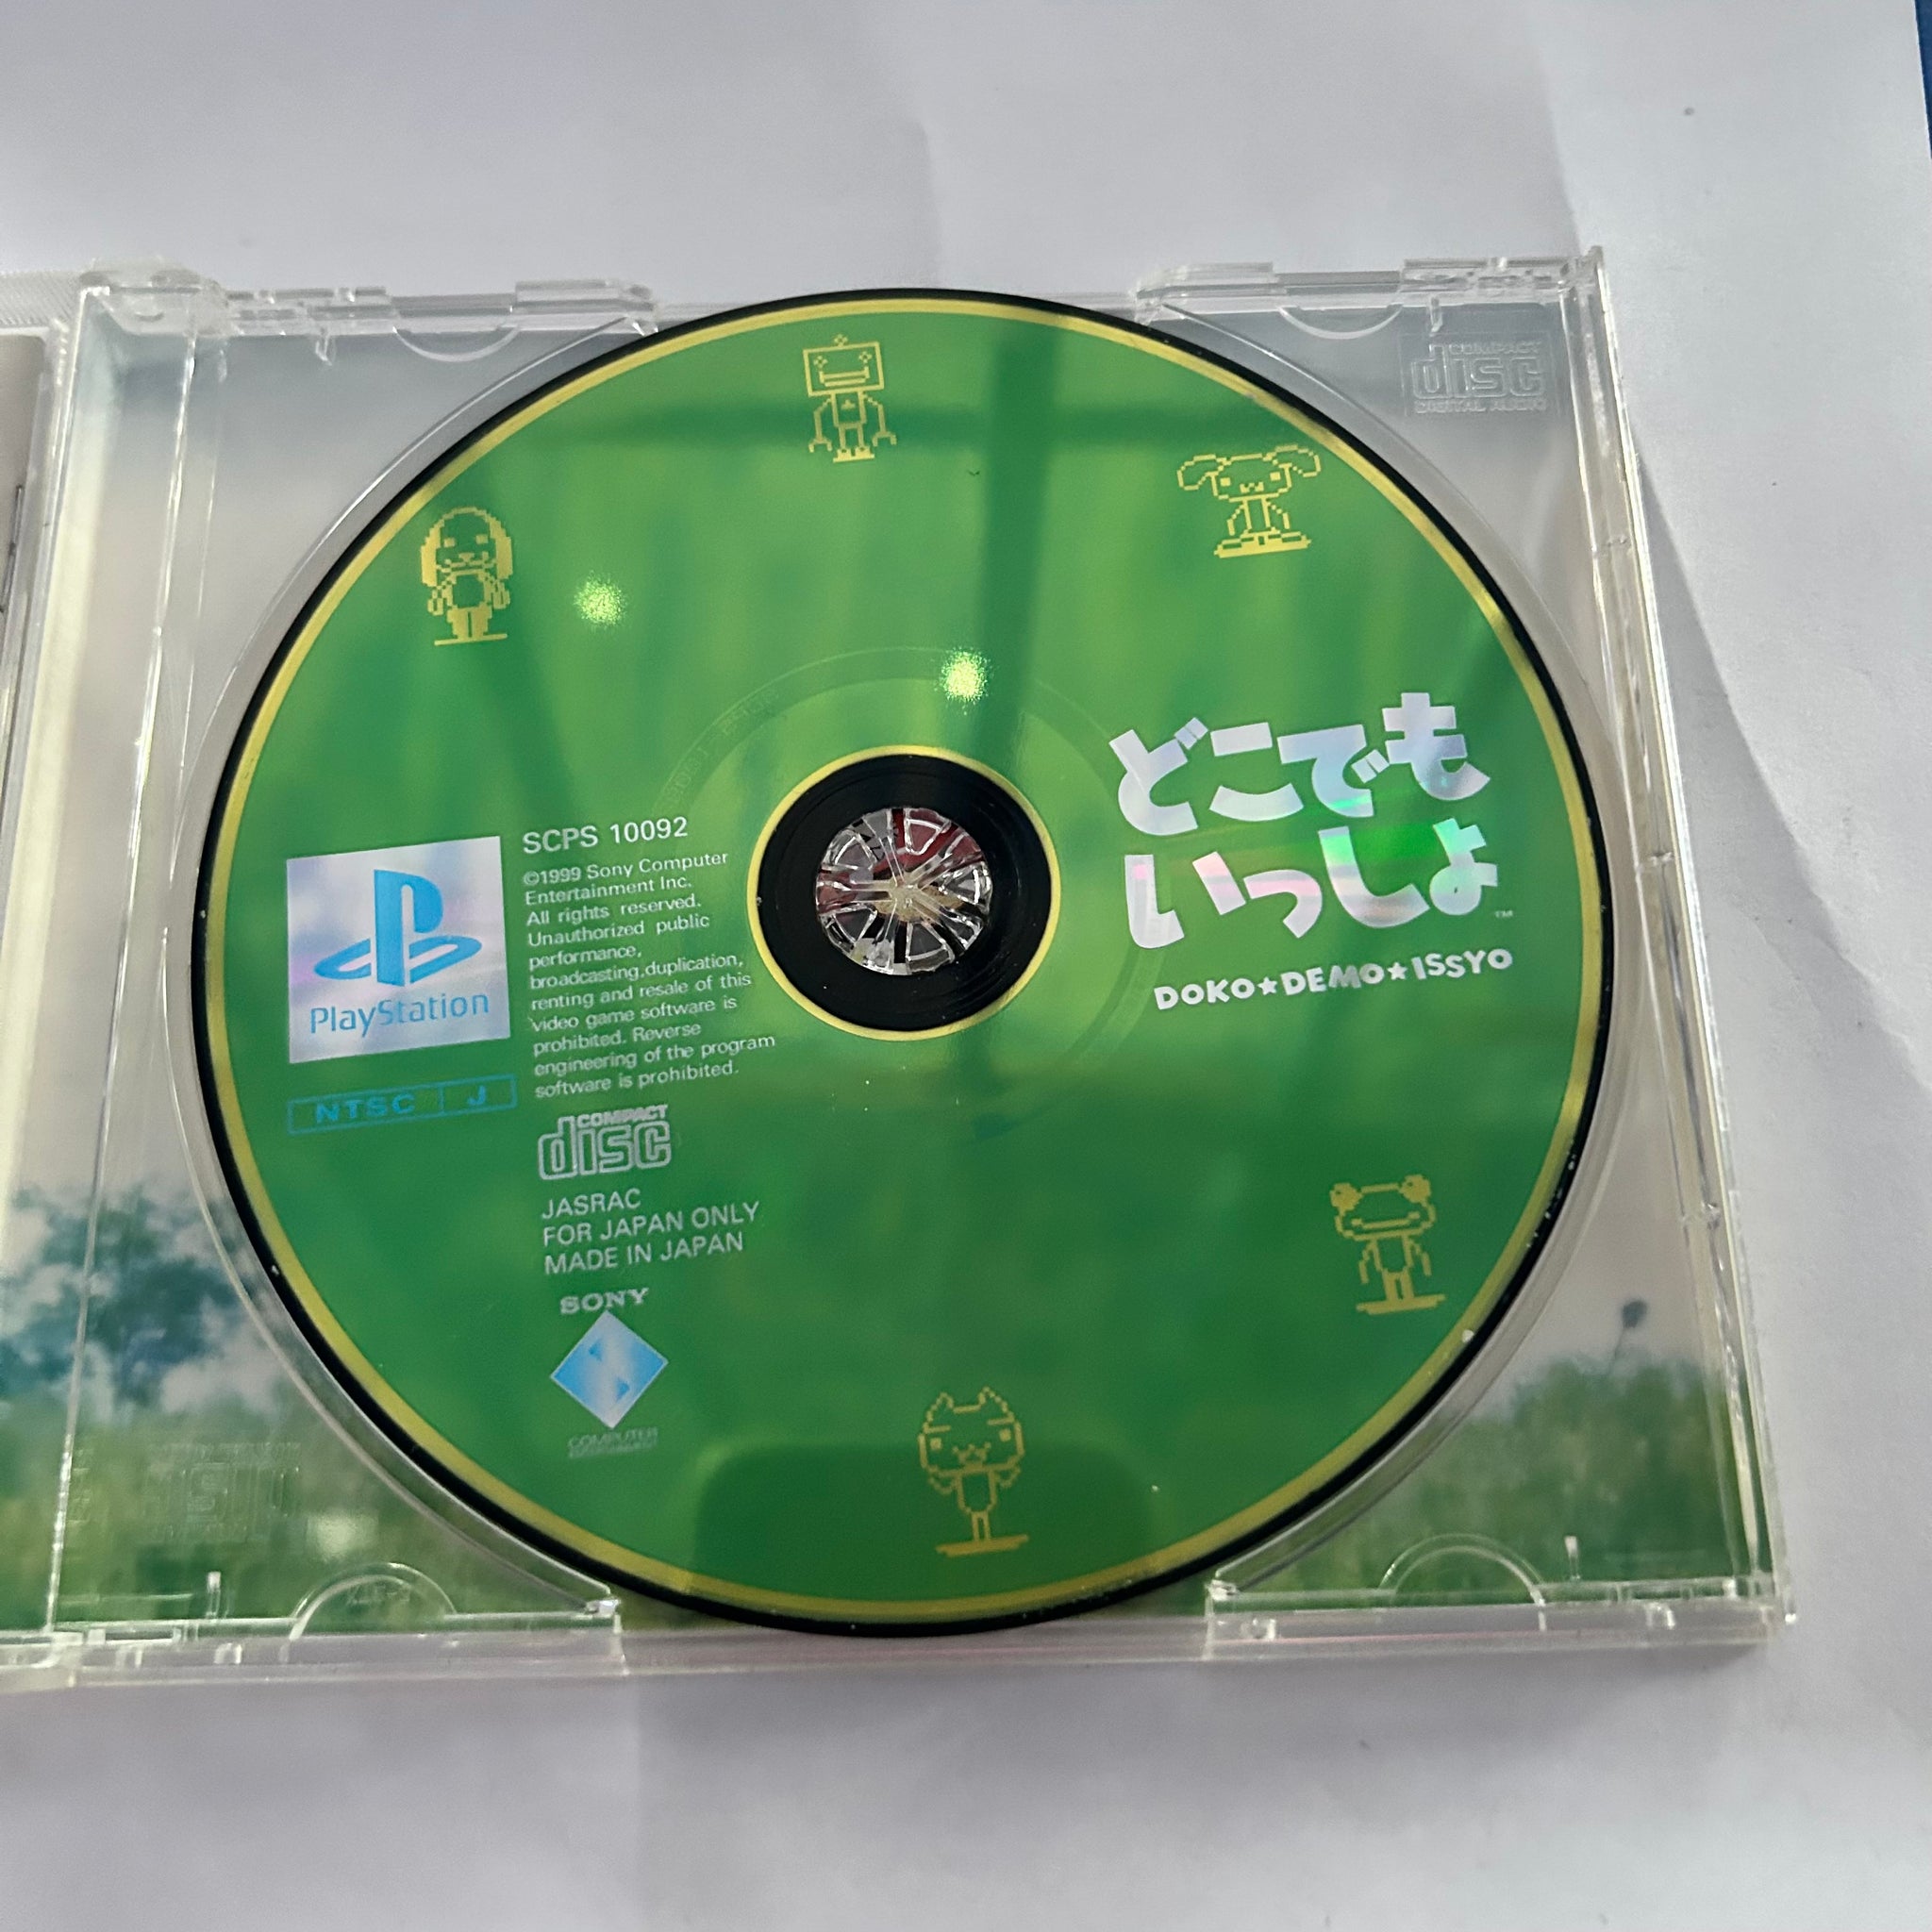 COMPACT
disc
DIGITAL AUDIO
どこでも
いっしょ
TM
DOKO★DEMO★ISSYO
PlayStation
NTSC J
SCPS 10092
©1999 Sony Computer
Entertainment Inc.
All rights reserved.
Unauthorized public
performance,
broadcasting,duplication,
renting and resale of this
video game software is
prohibited. Reverse
engineering of the program
software is prohibited.
COMPACT
disc
JASRAC
FOR JAPAN ONLY
MADE IN JAPAN
SONY
COMPUTER
ENTERTAINMENT